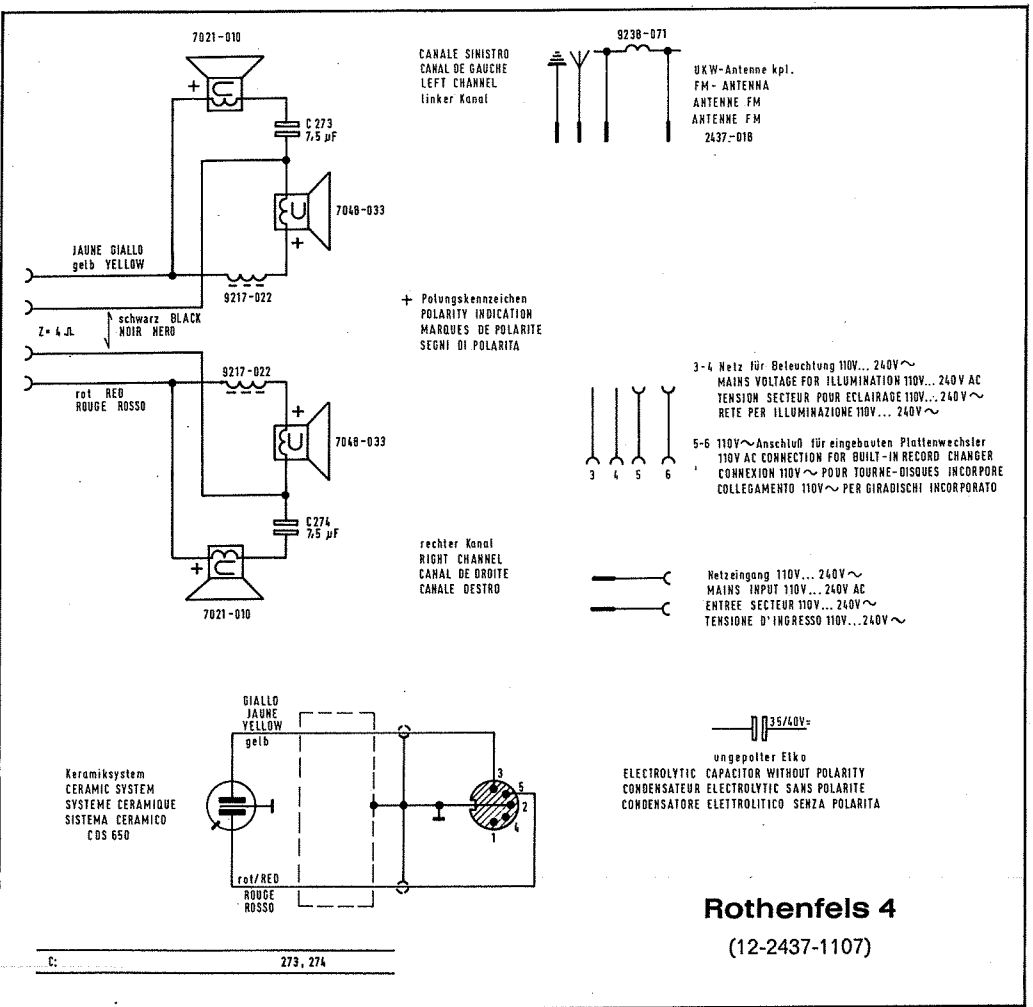 7021-010
C 273
7,5 µF
7048-033
JAUNE GIALLO
gelb YELLOW
9217-022
schwarz BLACK
NOIR NERO
Z= 4 Ω
9217-022
rot RED
ROUGE ROSSO
7048-033
C 274
7,5 µF
7021-010
CANALE SINISTRO
CANAL DE GAUCHE
LEFT CHANNEL
linker Kanal
9238-071
UKW-Antenne kpl.
FM- ANTENNA
ANTENNE FM
ANTENNE FM
2437-018
+ Polungskennzeichen
POLARITY INDICATION
MARQUES DE POLARITE
SEGNI DI POLARITA
3 4 5 6
3-4 Netz für Beleuchtung 110V... 240V~
MAINS VOLTAGE FOR ILLUMINATION 110V... 240V AC
TENSION SECTEUR POUR ECLAIRAGE 110V... 240V~
RETE PER ILLUMINAZIONE 110V... 240V~
5-6 110V~Anschluß für eingebauten Plattenwechsler
110V AC CONNECTION FOR BUILT-IN RECORD CHANGER
CONNEXION 110V~ POUR TOURNE-DISQUES INCORPORE
COLLEGAMENTO 110V~ PER GIRADISCHI INCORPORATO
rechter Kanal
RIGHT CHANNEL
CANAL DE DROITE
CANALE DESTRO
Netzeingang 110V... 240V~
MAINS INPUT 110V... 240V AC
ENTREE SECTEUR 110V... 240V~
TENSIONE D'INGRESSO 110V...240V~
GIALLO
JAUNE
YELLOW
gelb
Keramiksystem
CERAMIC SYSTEM
SYSTEME CERAMIQUE
SISTEMA CERAMICO
CDS 650
rot/RED
ROUGE
ROSSO
3
5
2
4
1
35/40V=
ungepolter Elko
ELECTROLYTIC CAPACITOR WITHOUT POLARITY
CONDENSATEUR ELECTROLYTIC SANS POLARITE
CONDENSATORE ELETTROLITICO SENZA POLARITA
Rothenfels 4
(12-2437-1107)
C: 273, 274